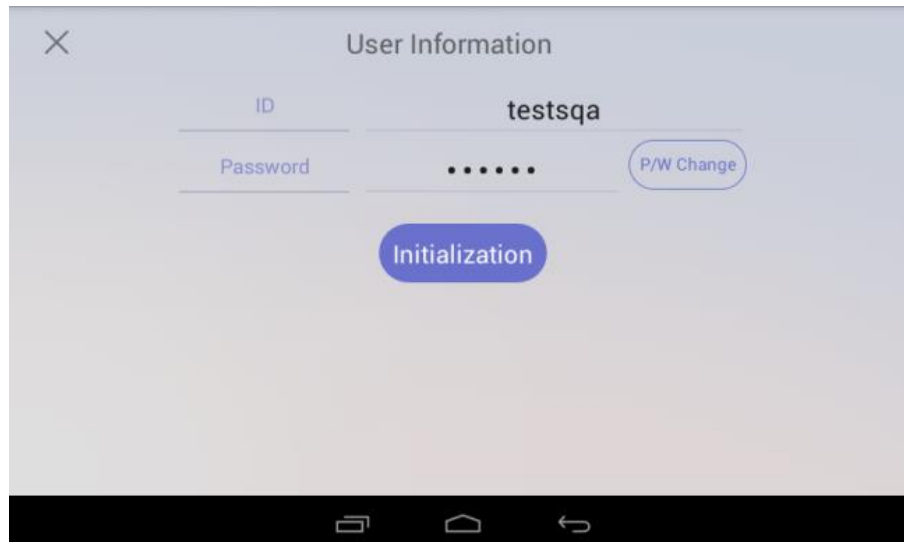 User Information
ID testsqa
Password •••••• P/W Change
Initialization